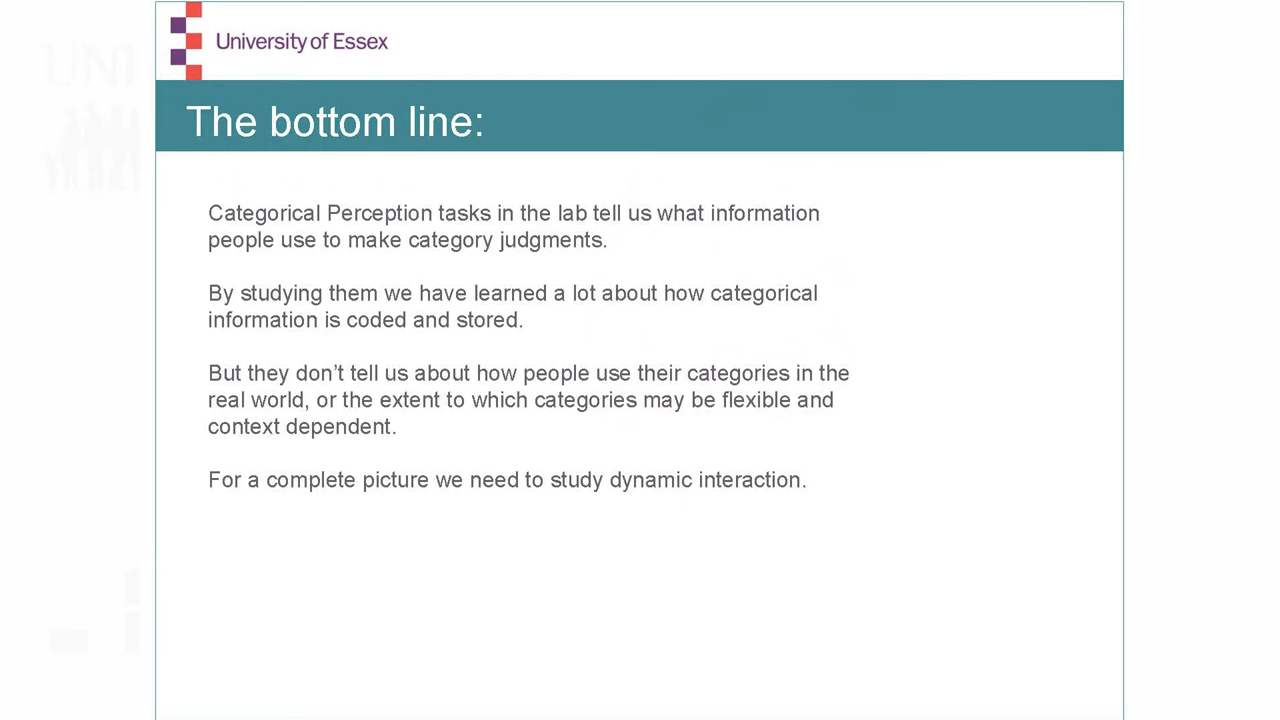 University of Essex
The bottom line:
Categorical Perception tasks in the lab tell us what information
people use to make category judgments.
By studying them we have learned a lot about how categorical
information is coded and stored.
But they don't tell us about how people use their categories in the
real world, or the extent to which categories may be flexible and
context dependent.
For a complete picture we need to study dynamic interaction.